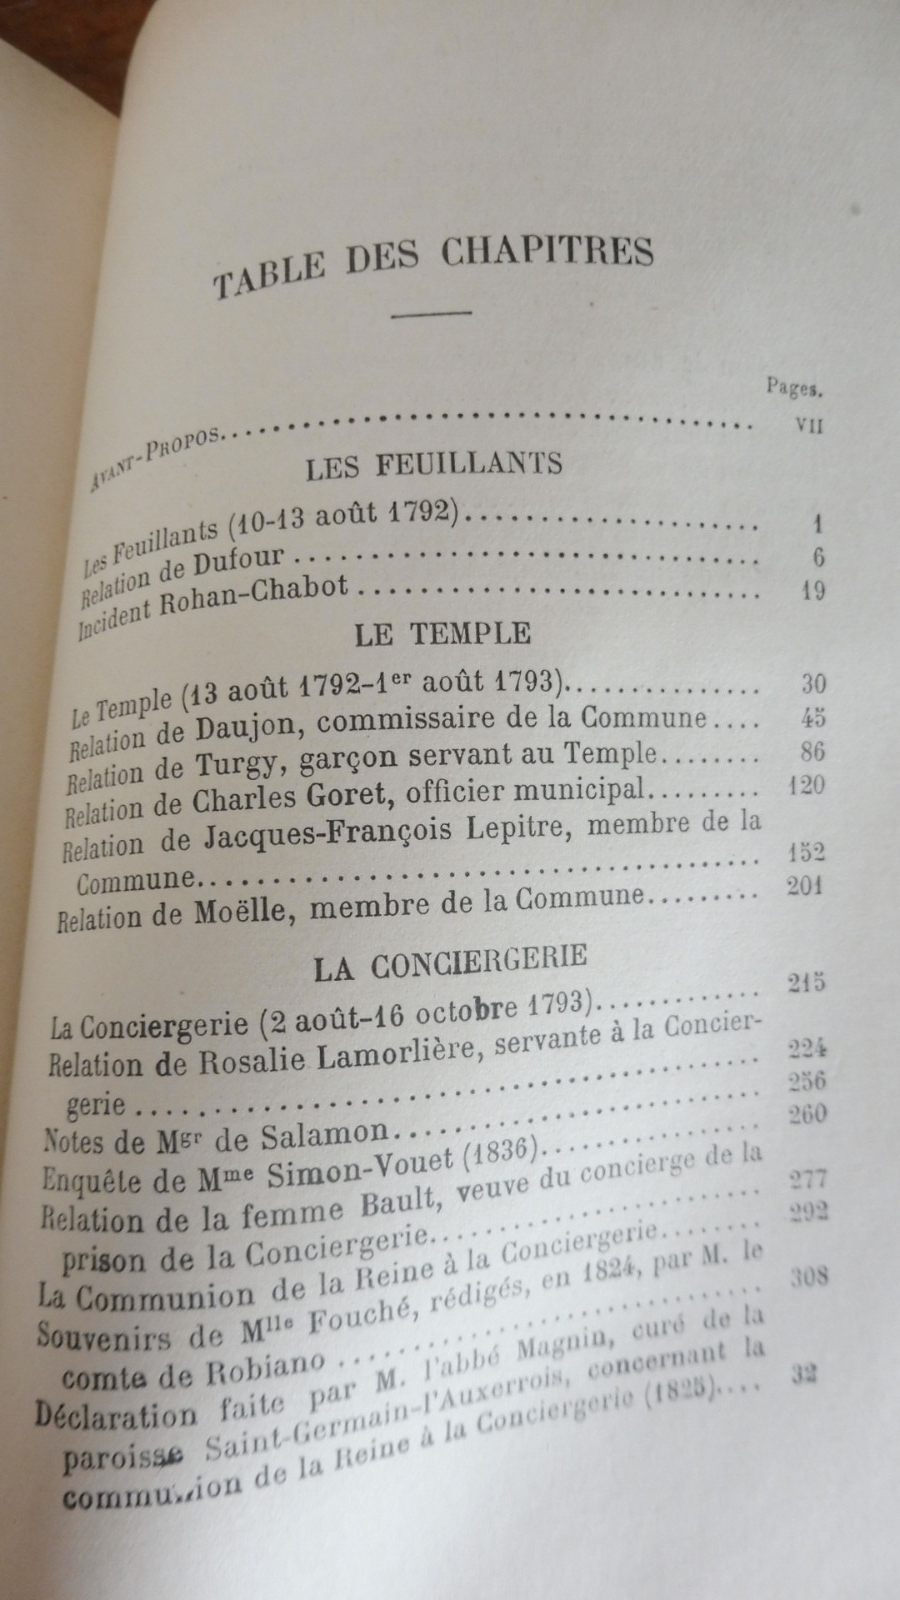 TABLE DES CHAPITRES
Pages.
AVANT-PROPOS.......................................... VII
LES FEUILLANTS
Les Feuillants (10-13 août 1792)...................... 1
Relation de Dufour ................................... 6
Incident Rohan-Chabot ................................ 19
LE TEMPLE
Le Temple (13 août 1792-1er août 1793)............... 30
Relation de Daujon, commissaire de la Commune.... 45
Relation de Turgy, garçon servant au Temple........ 86
Relation de Charles Goret, officier municipal......... 120
Relation de Jacques-François Lepitre, membre de la
Commune............................................. 152
Relation de Moëlle, membre de la Commune......... 201
LA CONCIERGERIE
La Conciergerie (2 août-16 octobre 1793)............. 215
Relation de Rosalie Lamorlière, servante à la Concier-
gerie ................................................ 224
Notes de Mgr de Salamon............................. 256
Enquête de Mme Simon-Vouet (1836)................. 260
Relation de la femme Bault, veuve du concierge de la
prison de la Conciergerie............................ 277
La Communion de la Reine à la Conciergerie........ 292
Souvenirs de Mlle Fouché, rédigés, en 1824, par M. le
comte de Robiano ................................... 308
Déclaration faite par M. l'abbé Magnin, curé de la
paroisse Saint-Germain-l'Auxerrois, concernant la
communion de la Reine à la Conciergerie (1825).... 32